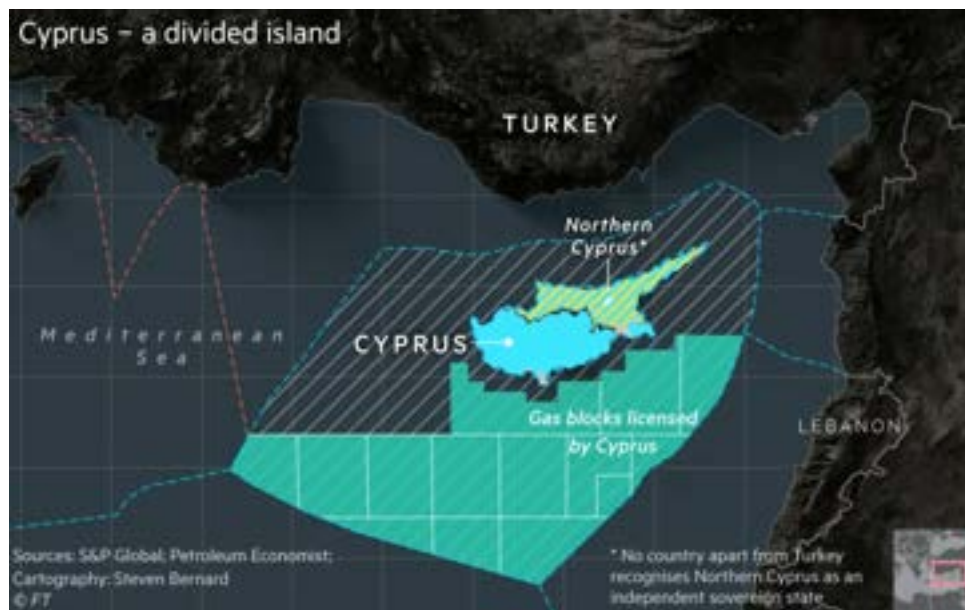 Cyprus – a divided island
TURKEY
Northern
Cyprus*
Mediterranean
Sea
CYPRUS
Gas blocks licensed
by Cyprus
LEBANON
Sources: S&P Global; Petroleum Economist;
Cartography: Steven Bernard
© FT
* No country apart from Turkey
recognises Northern Cyprus as an
independent sovereign state